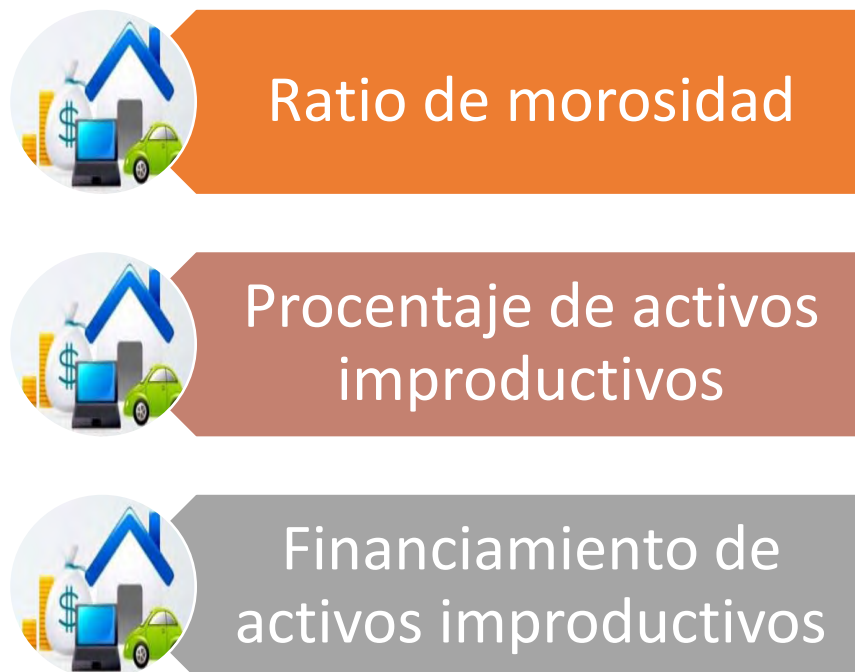 Ratio de morosidad
Procentaje de activos
improductivos
Financiamiento de
activos improductivos